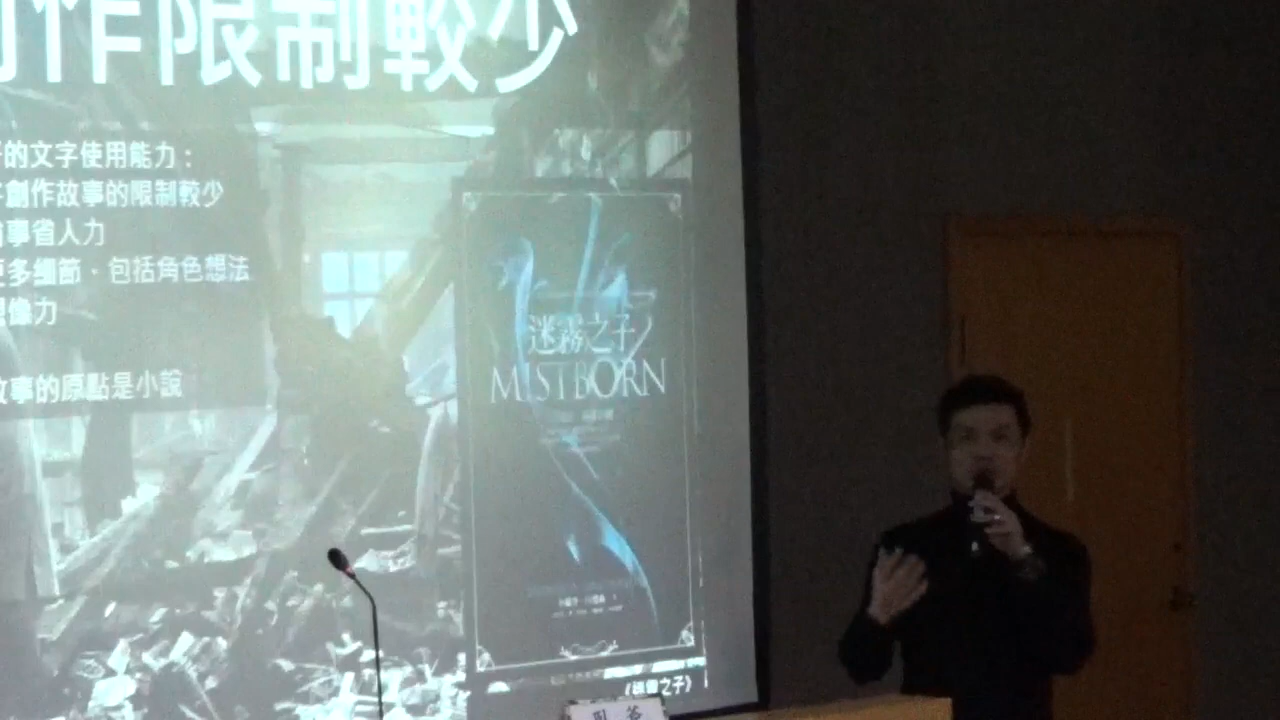 創作限制較少
的文字使用能力：
創作故事的限制較少
事省人力
更多細節，包括角色想法
想像力
故事的原點是小說
迷霧之子
MISTBORN
《迷霧之子》